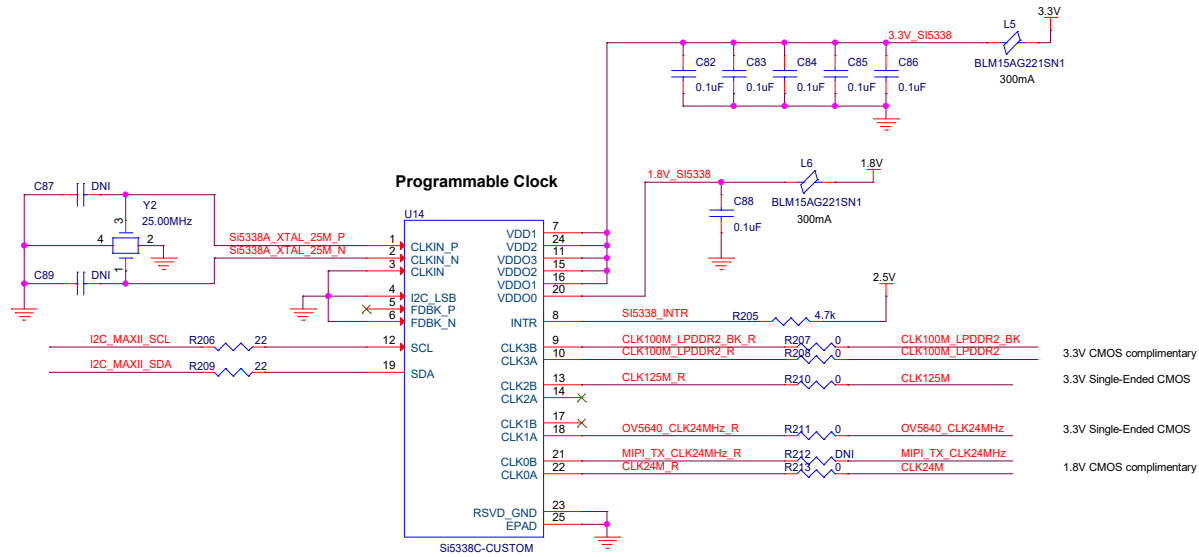 3.3V
L5
3.3V_SI5338
BLM15AG221SN1
300mA
C82 C83 C84 C85 C86
0.1uF 0.1uF 0.1uF 0.1uF 0.1uF
1.8V
L6
1.8V_SI5338
BLM15AG221SN1
300mA
C88
0.1uF
Programmable Clock
C87 DNI
Y2
25.00MHz
3
4 2
1
C89 DNI
Si5338A_XTAL_25M_P
Si5338A_XTAL_25M_N
U14
1 CLKIN_P
2 CLKIN_N
3 CLKIN
4 I2C_LSB
5 FDBK_P
6 FDBK_N
I2C_MAXII_SCL R206 22 12 SCL
I2C_MAXII_SDA R209 22 19 SDA
VDD1 7
VDD2 24
VDDO3 11
VDDO2 15
VDDO1 16
VDDO0 20
2.5V
INTR 8 SI5338_INTR R205 4.7k
CLK3B 9 CLK100M_LPDDR2_BK_R R207 0 CLK100M_LPDDR2_BK
CLK3A 10 CLK100M_LPDDR2_R R208 0 CLK100M_LPDDR2 3.3V CMOS complimentary
CLK2B 13 CLK125M_R R210 0 CLK125M 3.3V Single-Ended CMOS
CLK2A 14
CLK1B 17
CLK1A 18 OV5640_CLK24MHz_R R211 0 OV5640_CLK24MHz 3.3V Single-Ended CMOS
CLK0B 21 MIPI_TX_CLK24MHz_R R212 DNI MIPI_TX_CLK24MHz
CLK0A 22 CLK24M_R R213 0 CLK24M 1.8V CMOS complimentary
RSVD_GND 23
EPAD 25
Si5338C-CUSTOM